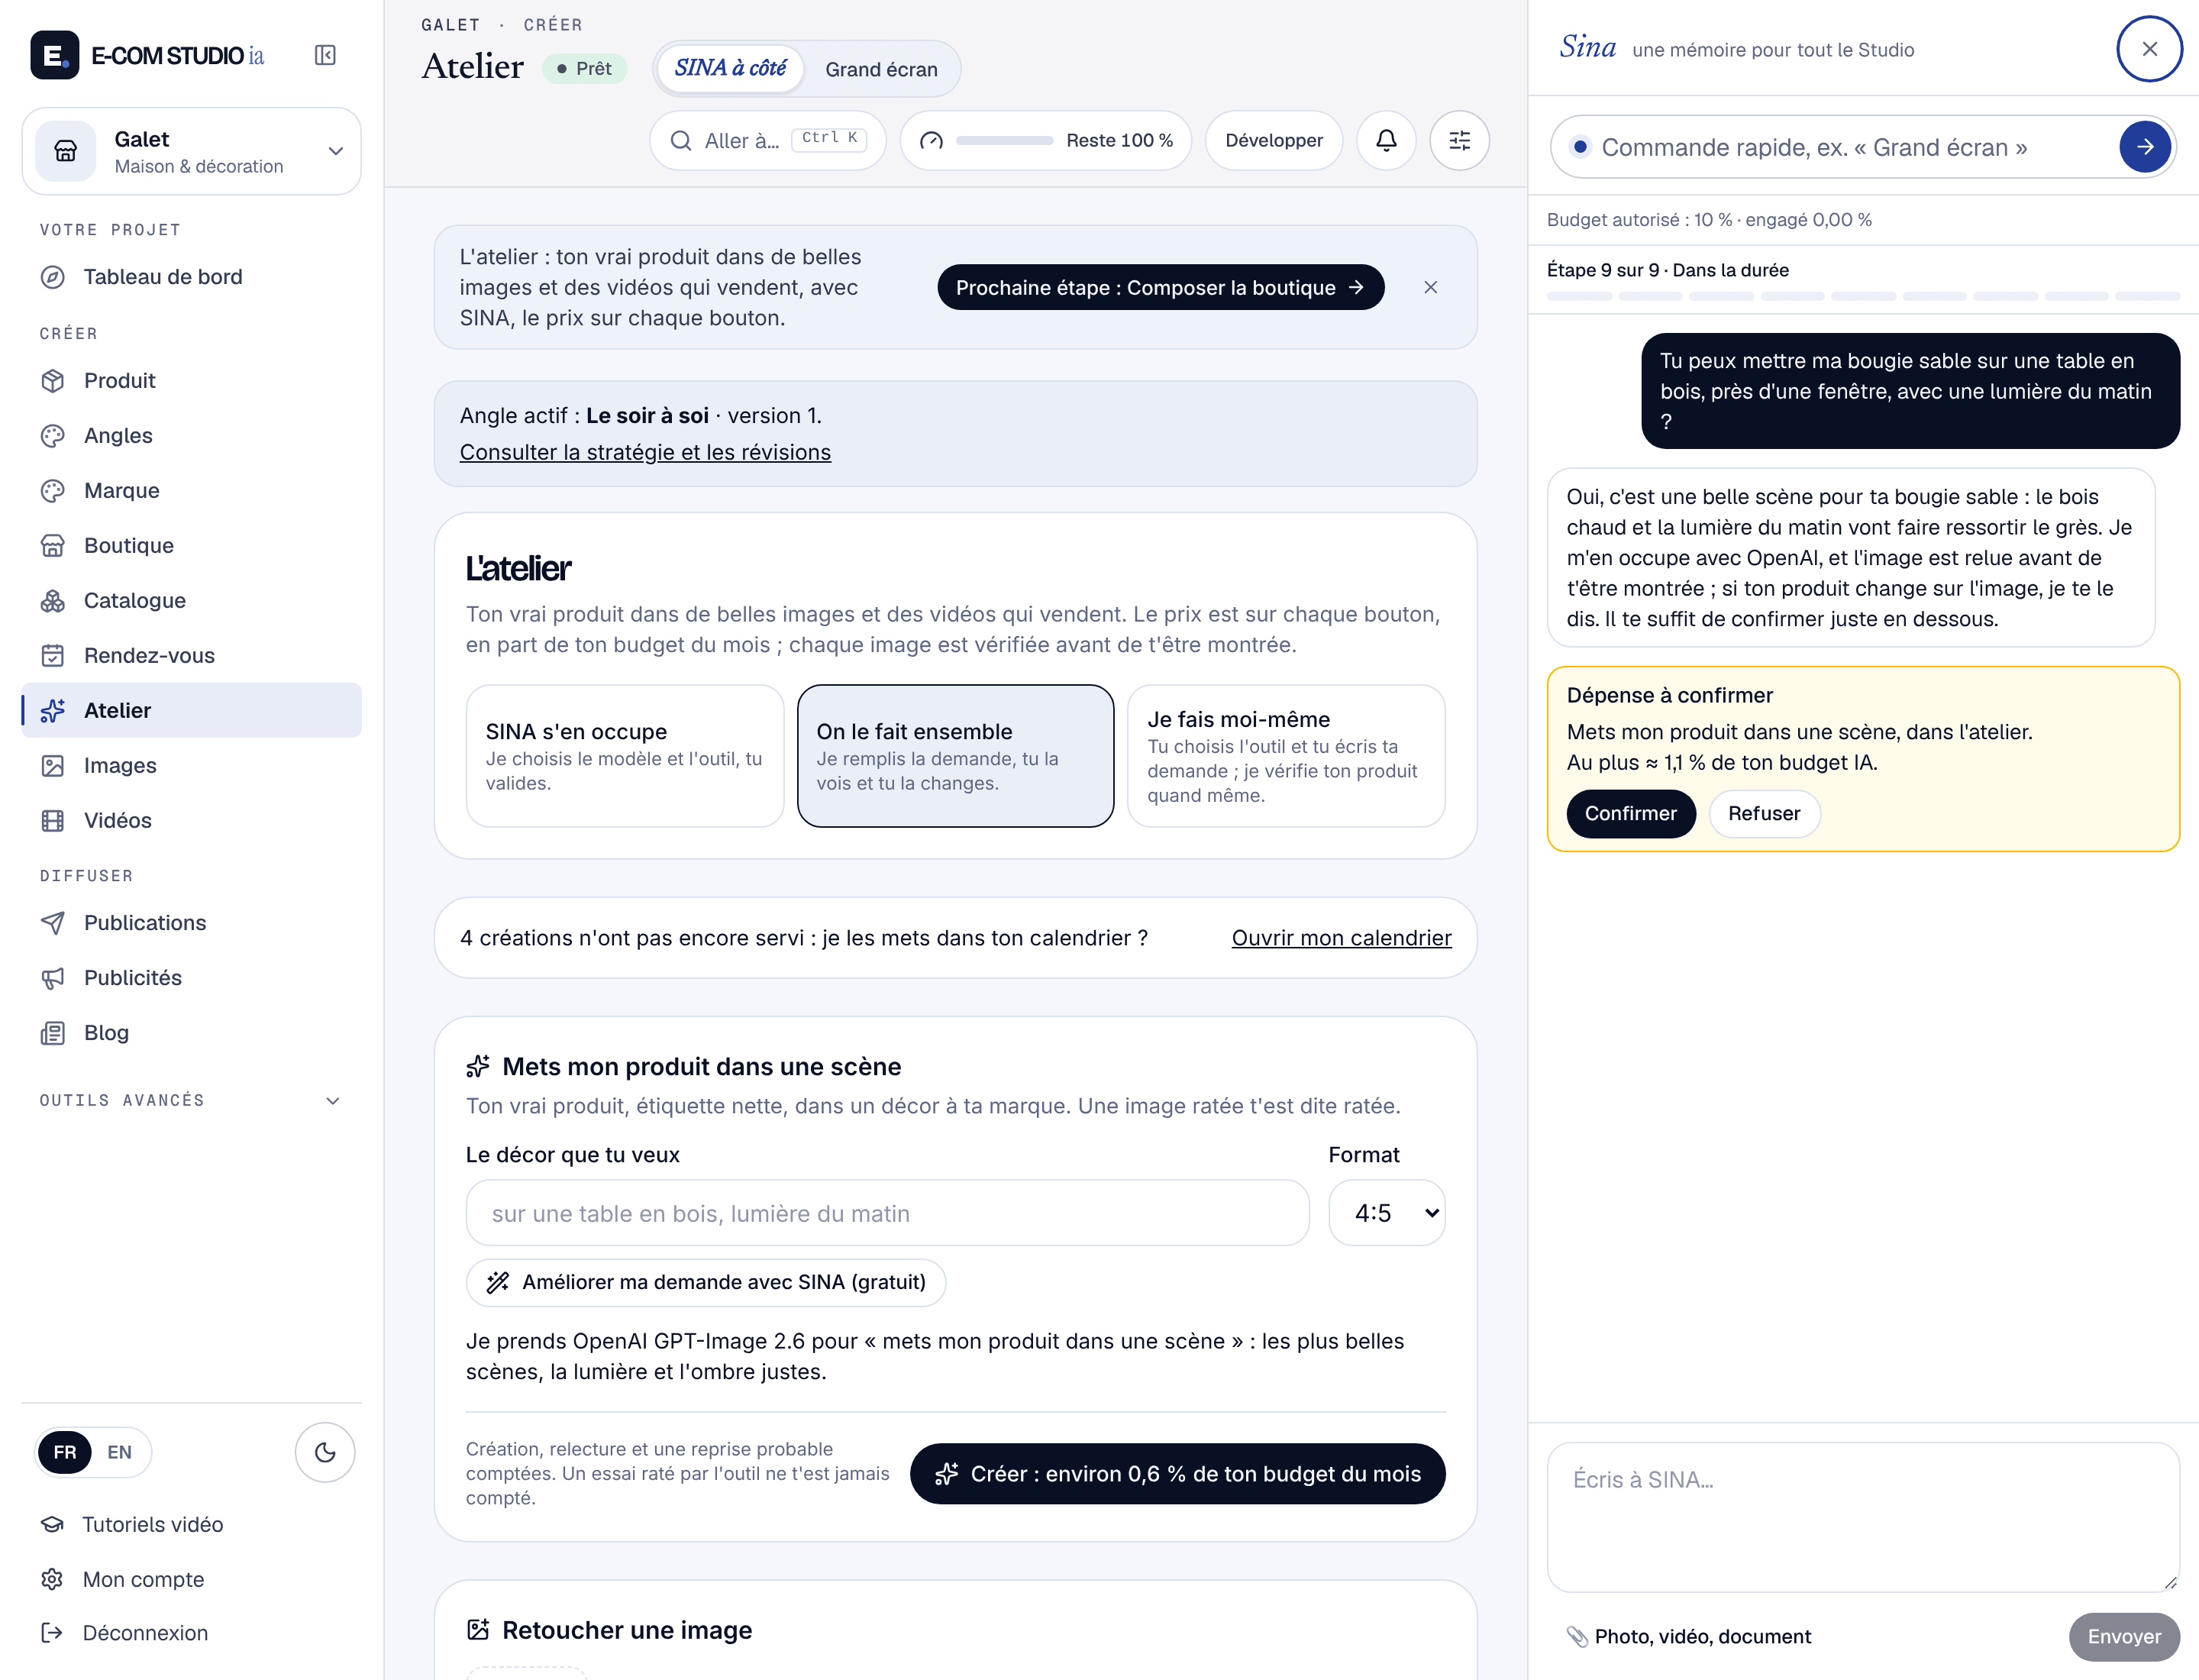 E. E-COM STUDIO ia
Galet
Maison & décoration
VOTRE PROJET
Tableau de bord
CRÉER
Produit
Angles
Marque
Boutique
Catalogue
Rendez-vous
Atelier
Images
Vidéos
DIFFUSER
Publications
Publicités
Blog
OUTILS AVANCÉS
FR EN
Tutoriels vidéo
Mon compte
Déconnexion
GALET · CRÉER
Atelier
Prêt
SINA à côté
Grand écran
Aller à...
Ctrl K
Reste 100 %
Développer
L'atelier : ton vrai produit dans de belles
images et des vidéos qui vendent, avec
SINA, le prix sur chaque bouton.
Prochaine étape : Composer la boutique →
Angle actif : Le soir à soi · version 1.
Consulter la stratégie et les révisions
L'atelier
Ton vrai produit dans de belles images et des vidéos qui vendent. Le prix est sur chaque bouton,
en part de ton budget du mois ; chaque image est vérifiée avant de t'être montrée.
SINA s'en occupe
Je choisis le modèle et l'outil, tu
valides.
On le fait ensemble
Je remplis la demande, tu la
vois et tu la changes.
Je fais moi-même
Tu choisis l'outil et tu écris ta
demande ; je vérifie ton produit
quand même.
4 créations n'ont pas encore servi : je les mets dans ton calendrier ?
Ouvrir mon calendrier
Mets mon produit dans une scène
Ton vrai produit, étiquette nette, dans un décor à ta marque. Une image ratée t'est dite ratée.
Le décor que tu veux
Format
sur une table en bois, lumière du matin
4:5
Améliorer ma demande avec SINA (gratuit)
Je prends OpenAI GPT-Image 2.6 pour « mets mon produit dans une scène » : les plus belles
scènes, la lumière et l'ombre justes.
Création, relecture et une reprise probable
comptées. Un essai raté par l'outil ne t'est jamais
compté.
Créer : environ 0,6 % de ton budget du mois
Retoucher une image
Sina une mémoire pour tout le Studio
Commande rapide, ex. « Grand écran »
Budget autorisé : 10 % · engagé 0,00 %
Étape 9 sur 9 · Dans la durée
Tu peux mettre ma bougie sable sur une table en
bois, près d'une fenêtre, avec une lumière du matin
?
Oui, c'est une belle scène pour ta bougie sable : le bois
chaud et la lumière du matin vont faire ressortir le grès. Je
m'en occupe avec OpenAI, et l'image est relue avant de
t'être montrée ; si ton produit change sur l'image, je te le
dis. Il te suffit de confirmer juste en dessous.
Dépense à confirmer
Mets mon produit dans une scène, dans l'atelier.
Au plus ≈ 1,1 % de ton budget IA.
Confirmer
Refuser
Écris à SINA...
Photo, vidéo, document
Envoyer